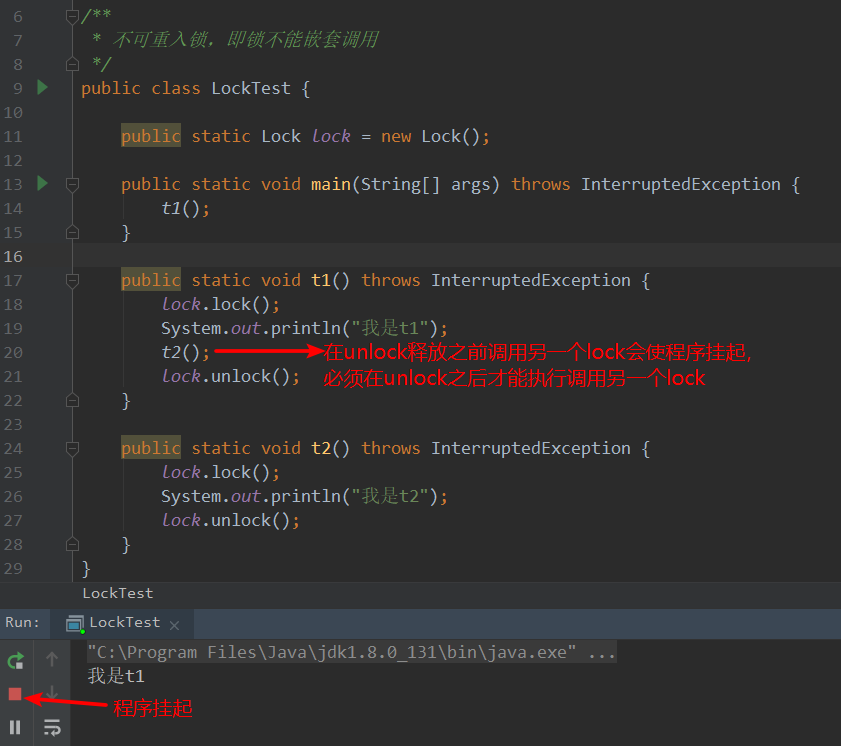 6 /**
7 * 不可重入锁，即锁不能嵌套调用
8 */
9 public class LockTest {
10
11 public static Lock lock = new Lock();
12
13 public static void main(String[] args) throws InterruptedException {
14 t1();
15 }
16
17 public static void t1() throws InterruptedException {
18 lock.lock();
19 System.out.println("我是t1");
20 t2(); 在unlock释放之前调用另一个lock会使程序挂起,
21 lock.unlock(); 必须在unlock之后才能执行调用另一个lock
22 }
23
24 public static void t2() throws InterruptedException {
25 lock.lock();
26 System.out.println("我是t2");
27 lock.unlock();
28 }
29 }
LockTest
Run: LockTest
"C:\Program Files\Java\jdk1.8.0_131\bin\java.exe" ...
我是t1
程序挂起